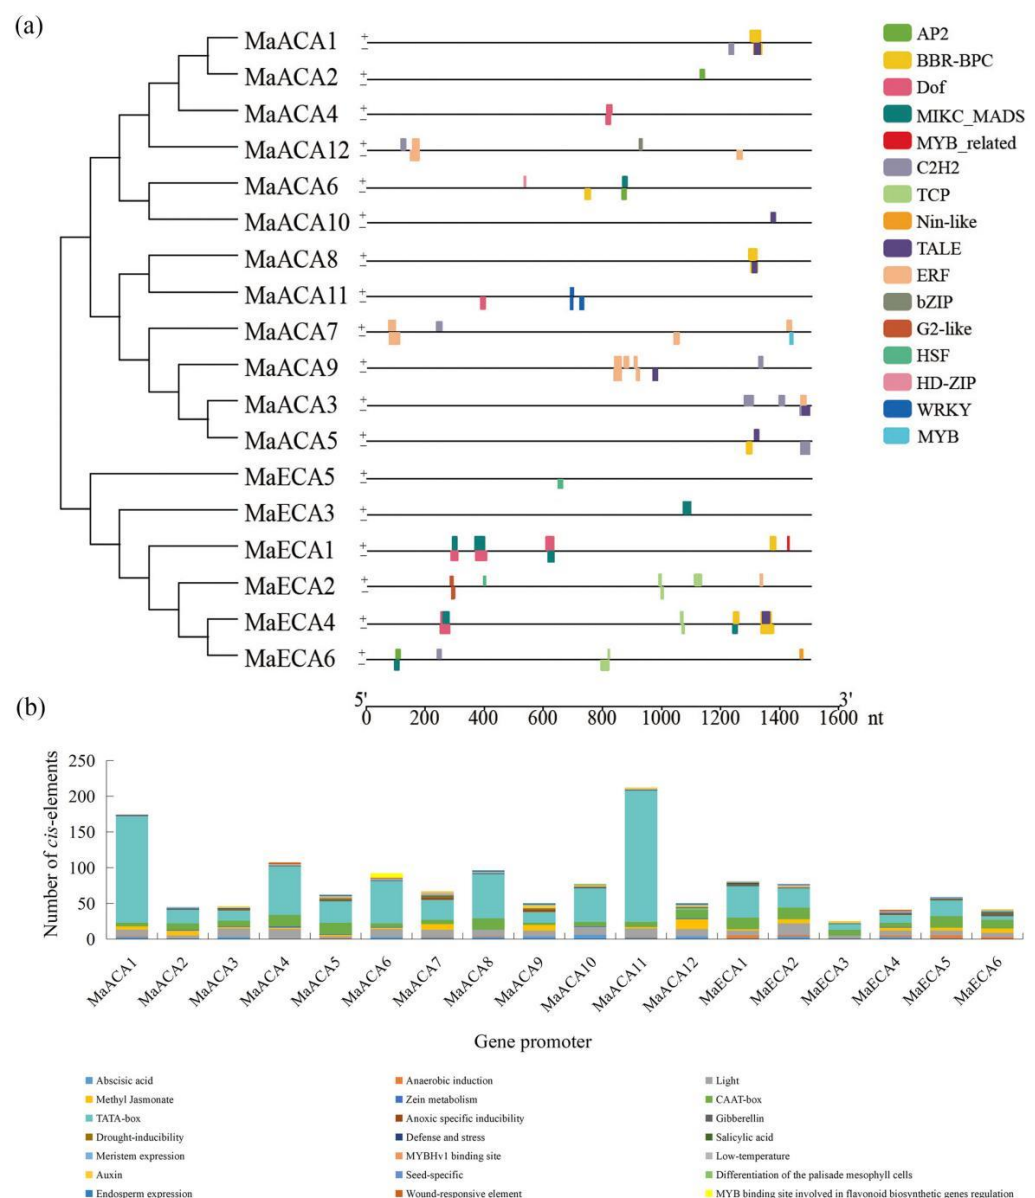 (a)
MaACA1
MaACA2
MaACA4
MaACA12
MaACA6
MaACA10
MaACA8
MaACA11
MaACA7
MaACA9
MaACA3
MaACA5
MaECA5
MaECA3
MaECA1
MaECA2
MaECA4
MaECA6
+
−
+
−
+
−
+
−
+
−
+
−
+
−
+
−
+
−
+
−
+
−
+
−
+
−
+
−
+
−
+
−
+
−
+
−
AP2
BBR-BPC
Dof
MIKC_MADS
MYB_related
C2H2
TCP
Nin-like
TALE
ERF
bZIP
G2-like
HSF
HD-ZIP
WRKY
MYB
5' 3'
0 200 400 600 800 1000 1200 1400 1600 nt
(b)
Number of cis-elements
250
200
150
100
50
0
MaACA1 MaACA2 MaACA3 MaACA4 MaACA5 MaACA6 MaACA7 MaACA8 MaACA9 MaACA10 MaACA11 MaACA12 MaECA1 MaECA2 MaECA3 MaECA4 MaECA5 MaECA6
Gene promoter
Abscisic acid Anaerobic induction Light
Methyl Jasmonate Zein metabolism CAAT-box
TATA-box Anoxic specific inducibility Gibberellin
Drought-inducibility Defense and stress Salicylic acid
Meristem expression MYBHv1 binding site Low-temperature
Auxin Seed-specific Differentiation of the palisade mesophyll cells
Endosperm expression Wound-responsive element MYB binding site involved in flavonoid biosynthetic genes regulation